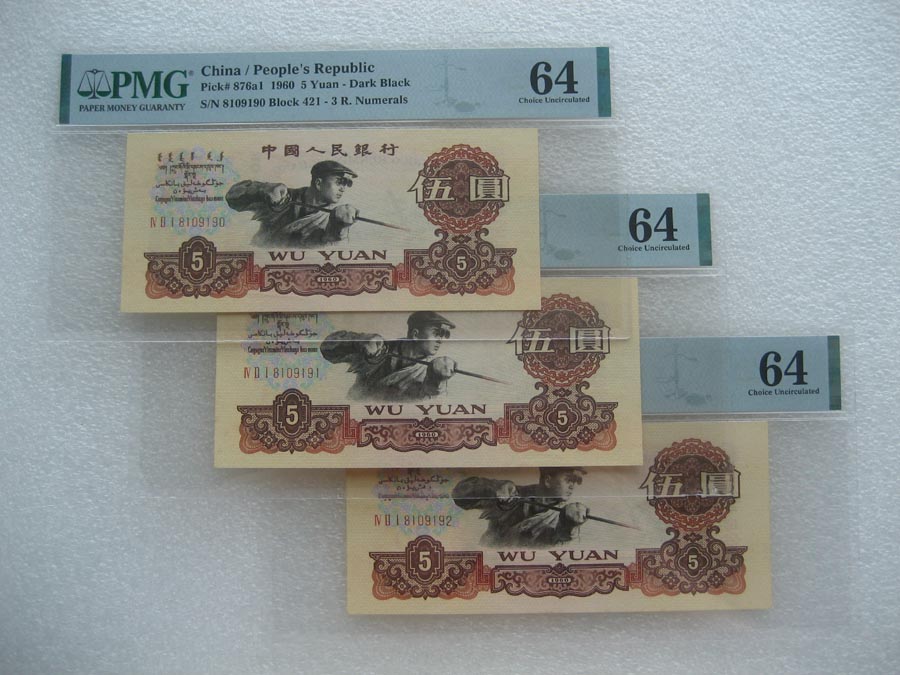 PMG
PAPER MONEY GUARANTY
China / People's Republic
Pick# 876a1 1960 5 Yuan - Dark Black
S/N 8109190 Block 421 - 3 R. Numerals
64
Choice Uncirculated
中國人民銀行
伍圓
Ⅳ Ⅱ Ⅰ 8109190
5
WU YUAN
1960
5
64
Choice Uncirculated
伍圓
Ⅳ Ⅱ Ⅰ 8109191
5
WU YUAN
1960
5
64
Choice Uncirculated
伍圓
Ⅳ Ⅱ Ⅰ 8109192
5
WU YUAN
1960
5